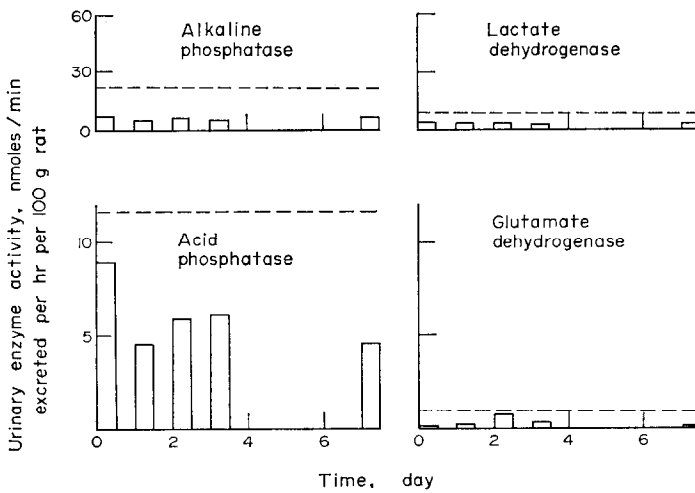 Urinary enzyme activity, nmoles/min
excreted per hr per 100 g rat
60
30
0
Alkaline
phosphatase
Lactate
dehydrogenase
10
5
0
2
4
6
Acid
phosphatase
Glutamate
dehydrogenase
0
2
4
6
Time, day